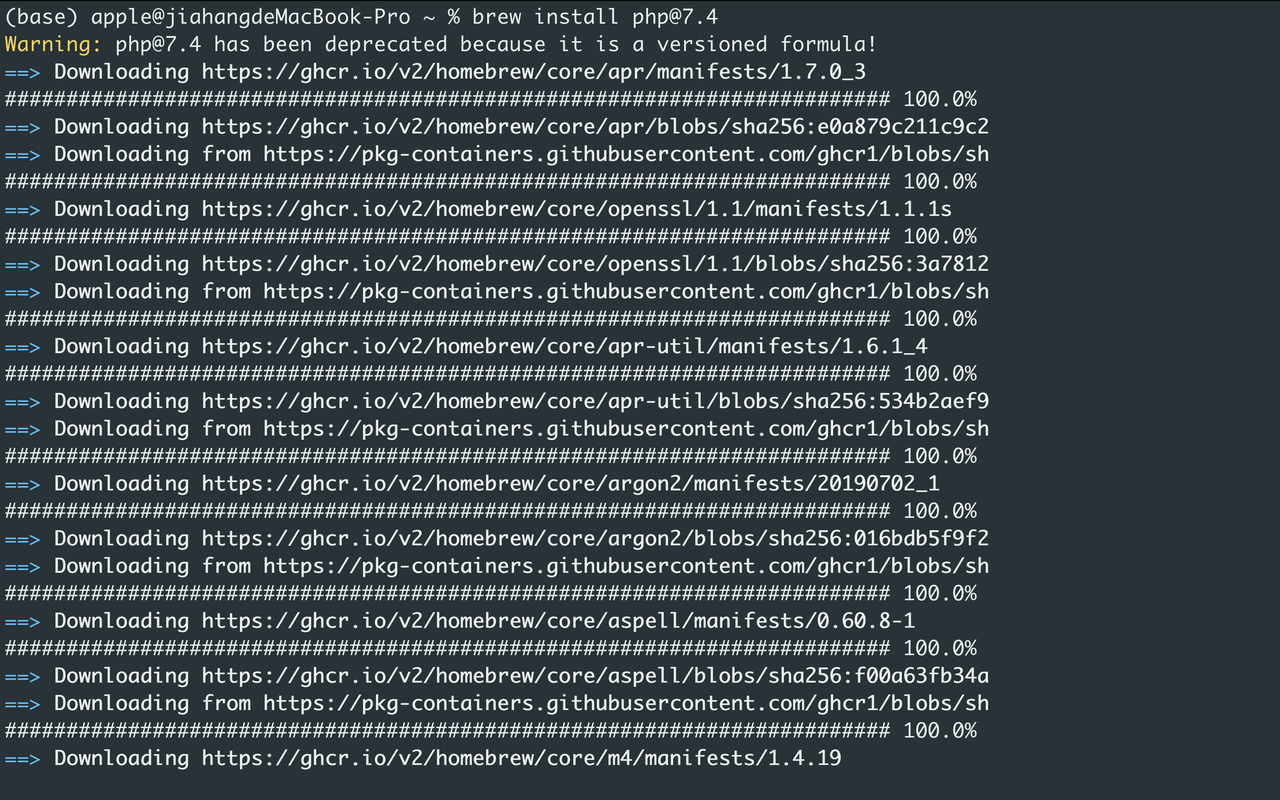 (base) apple@jiahangdeMacBook-Pro ~ % brew install php@7.4
Warning: php@7.4 has been deprecated because it is a versioned formula!
==> Downloading https://ghcr.io/v2/homebrew/core/apr/manifests/1.7.0_3
######################################################################## 100.0%
==> Downloading https://ghcr.io/v2/homebrew/core/apr/blobs/sha256:e0a879c211c9c2
==> Downloading from https://pkg-containers.githubusercontent.com/ghcr1/blobs/sh
######################################################################## 100.0%
==> Downloading https://ghcr.io/v2/homebrew/core/openssl/1.1/manifests/1.1.1s
######################################################################## 100.0%
==> Downloading https://ghcr.io/v2/homebrew/core/openssl/1.1/blobs/sha256:3a7812
==> Downloading from https://pkg-containers.githubusercontent.com/ghcr1/blobs/sh
######################################################################## 100.0%
==> Downloading https://ghcr.io/v2/homebrew/core/apr-util/manifests/1.6.1_4
######################################################################## 100.0%
==> Downloading https://ghcr.io/v2/homebrew/core/apr-util/blobs/sha256:534b2aef9
==> Downloading from https://pkg-containers.githubusercontent.com/ghcr1/blobs/sh
######################################################################## 100.0%
==> Downloading https://ghcr.io/v2/homebrew/core/argon2/manifests/20190702_1
######################################################################## 100.0%
==> Downloading https://ghcr.io/v2/homebrew/core/argon2/blobs/sha256:016bdb5f9f2
==> Downloading from https://pkg-containers.githubusercontent.com/ghcr1/blobs/sh
######################################################################## 100.0%
==> Downloading https://ghcr.io/v2/homebrew/core/aspell/manifests/0.60.8-1
######################################################################## 100.0%
==> Downloading https://ghcr.io/v2/homebrew/core/aspell/blobs/sha256:f00a63fb34a
==> Downloading from https://pkg-containers.githubusercontent.com/ghcr1/blobs/sh
######################################################################## 100.0%
==> Downloading https://ghcr.io/v2/homebrew/core/m4/manifests/1.4.19